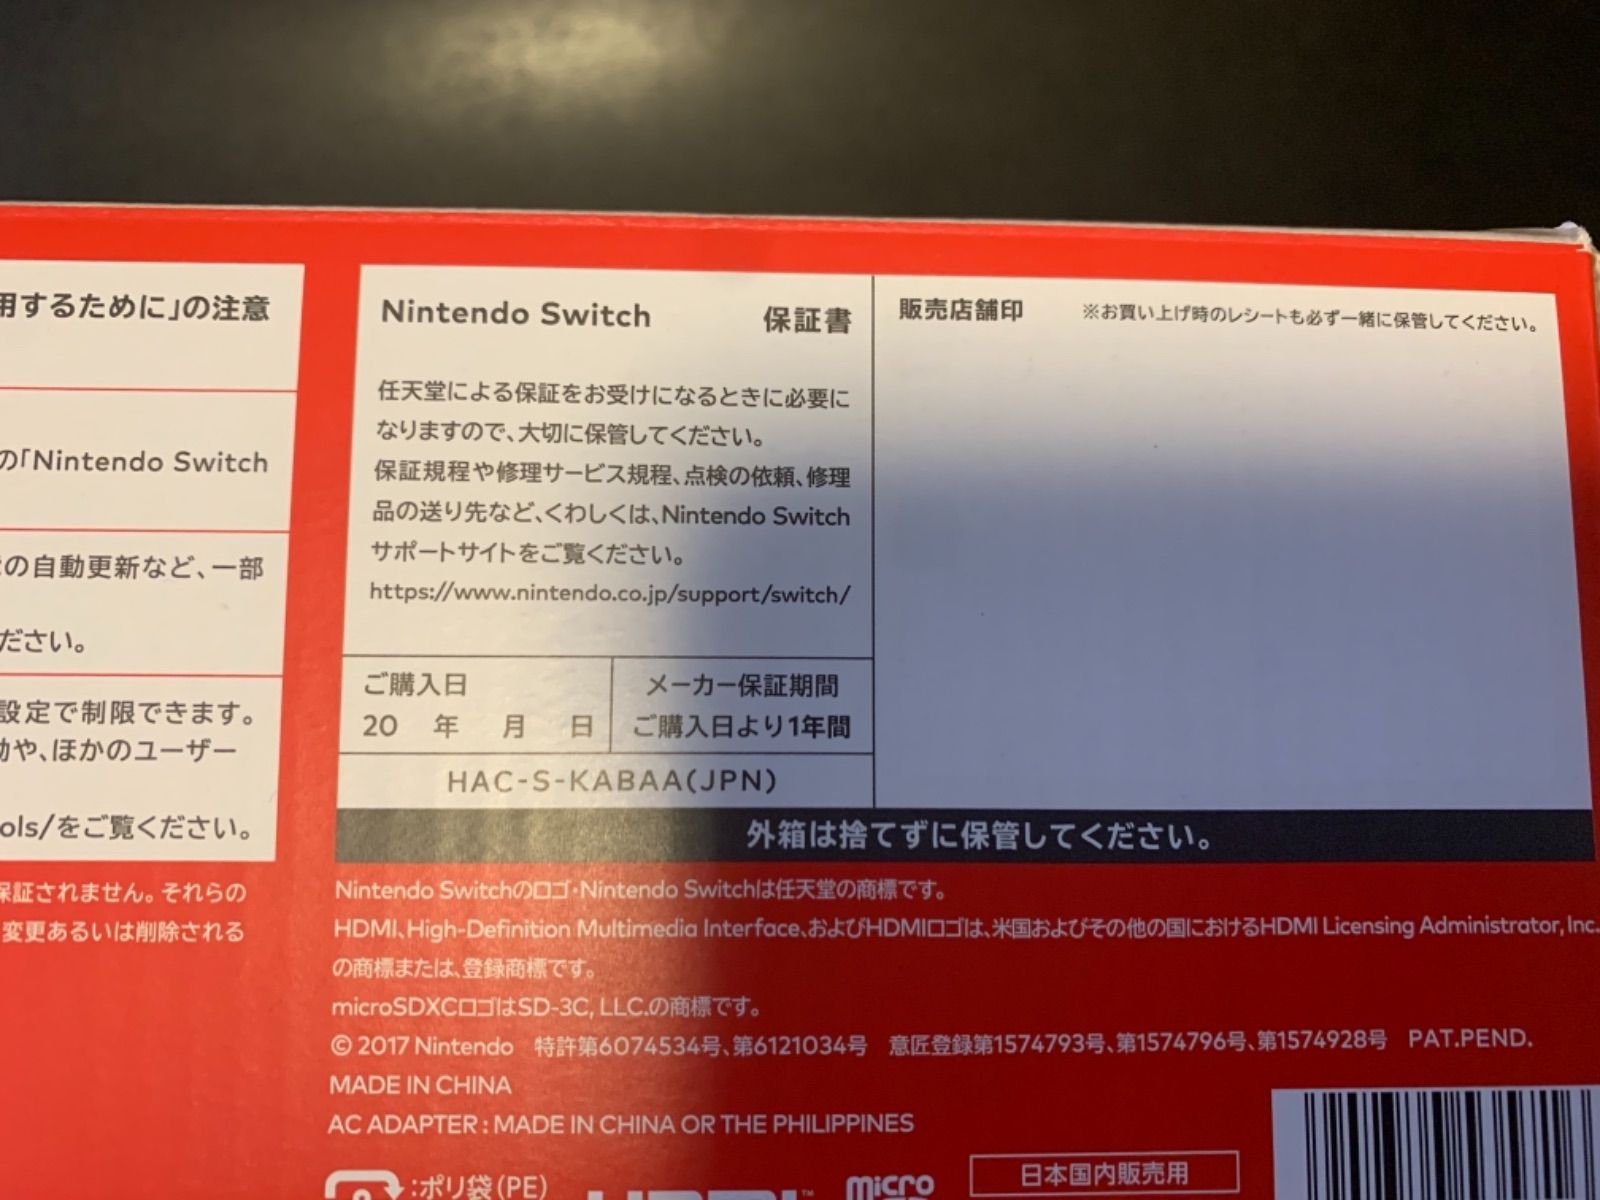 用するために」の注意
の「Nintendo Switch
の自動更新など、一部
ださい。
設定で制限できます。
や、ほかのユーザー
ols/をご覧ください。
保証されません。それらの
変更あるいは削除される
Nintendo Switch 保証書
任天堂による保証をお受けになるときに必要に
なりますので、大切に保管してください。
保証規程や修理サービス規程、点検の依頼、修理
品の送り先など、くわしくは、Nintendo Switch
サポートサイトをご覧ください。
https://www.nintendo.co.jp/support/switch/
ご購入日
20 年 月 日
メーカー保証期間
ご購入日より1年間
HAC-S-KABAA(JPN)
販売店舗印 ※お買い上げ時のレシートも必ず一緒に保管してください。
外箱は捨てずに保管してください。
Nintendo Switchのロゴ・Nintendo Switchは任天堂の商標です。
HDMI、High-Definition Multimedia Interface、およびHDMIロゴは、米国およびその他の国におけるHDMI Licensing Administrator, Inc.
の商標または、登録商標です。
microSDXCロゴはSD-3C, LLC.の商標です。
© 2017 Nintendo 特許第6074534号、第6121034号 意匠登録第1574793号、第1574796号、第1574928号 PAT.PEND.
MADE IN CHINA
AC ADAPTER : MADE IN CHINA OR THE PHILIPPINES
:ポリ袋(PE)
micro
日本国内販売用